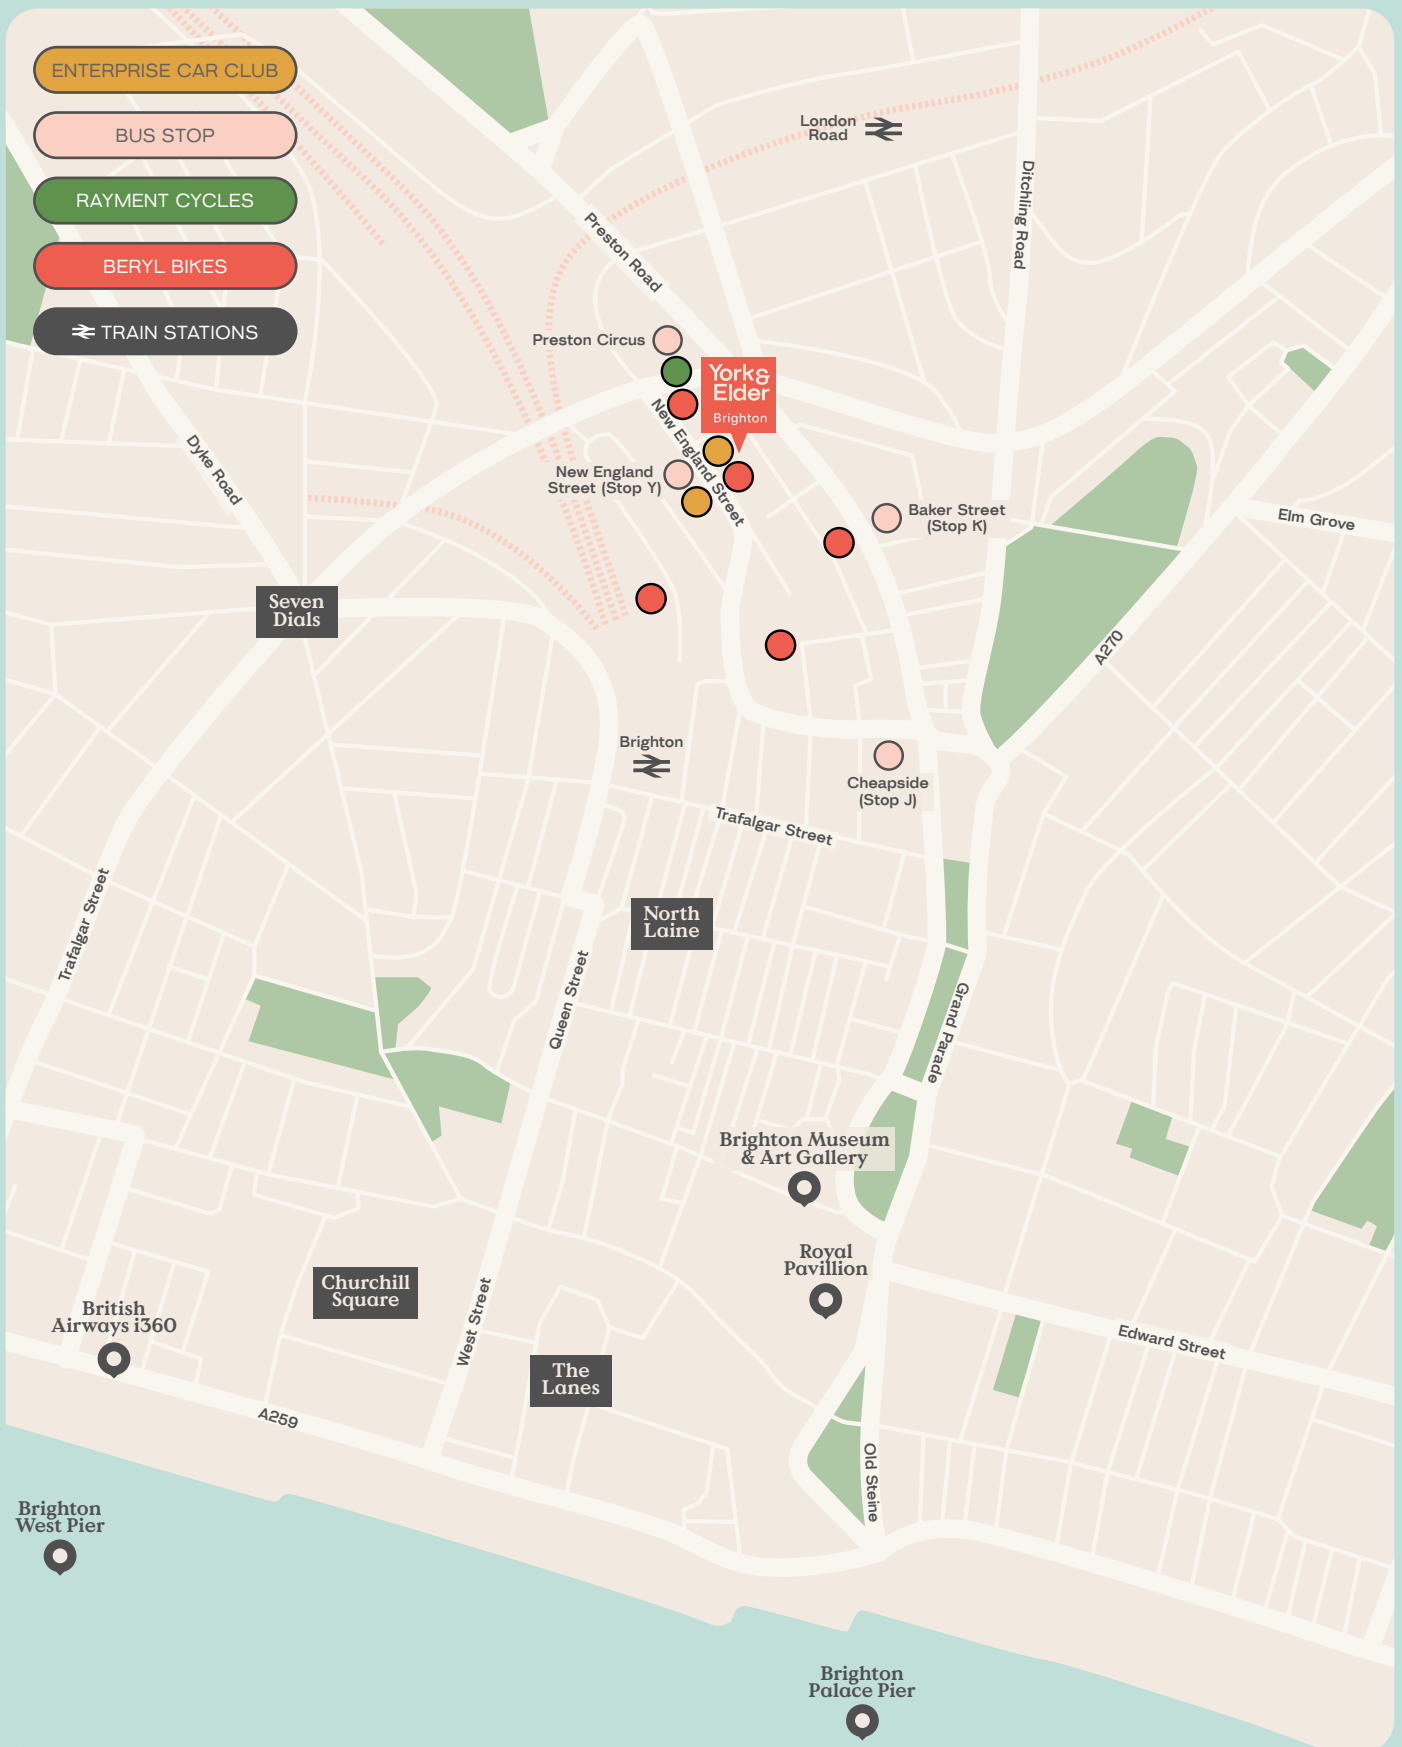 ENTERPRISE CAR CLUB
BUS STOP
RAYMENT CYCLES
BERYL BIKES
TRAIN STATIONS
London
Road
Ditchling Road
Preston Road
Preston Circus
York&
Elder
Brighton
New England Street
New England
Street (Stop Y)
Dyke Road
Baker Street
(Stop K)
Elm Grove
Seven
Dials
A270
Brighton
Cheapside
(Stop J)
Trafalgar Street
Trafalgar Street
North
Laine
Queen Street
Grand Parade
Brighton Museum
& Art Gallery
Royal
Pavillion
Churchill
Square
British
Airways i360
West Street
Edward Street
The
Lanes
A259
Old Steine
Brighton
West Pier
Brighton
Palace Pier